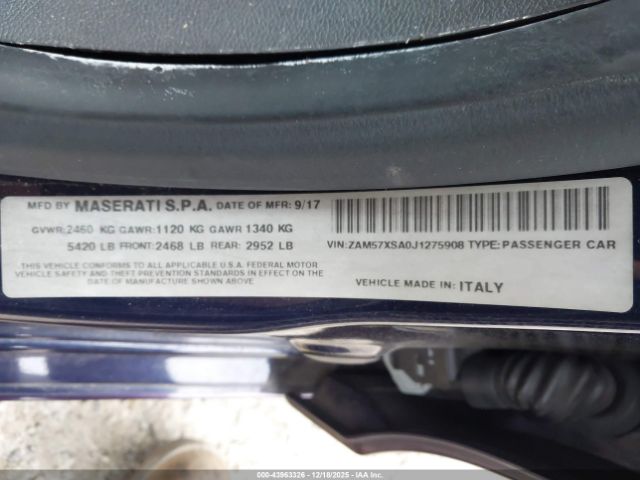 MFD BY MASERATI S.P.A. DATE OF MFR: 9/17
GVWR: 2460 KG GAWR: 1120 KG GAWR 1340 KG
5420 LB FRONT: 2468 LB REAR: 2952 LB
THIS VEHICLE CONFORMS TO ALL APPLICABLE U.S.A. FEDERAL MOTOR
VEHICLE SAFETY AND THEFT PREVENTION STANDARDS IN EFFECT ON THE
DATE OF MANUFACTURE SHOWN ABOVE
VIN: ZAM57XSA0J1275908 TYPE: PASSENGER CAR
VEHICLE MADE IN: ITALY
000-43963326 - 12/18/2025 - COPYRIGHT IAA